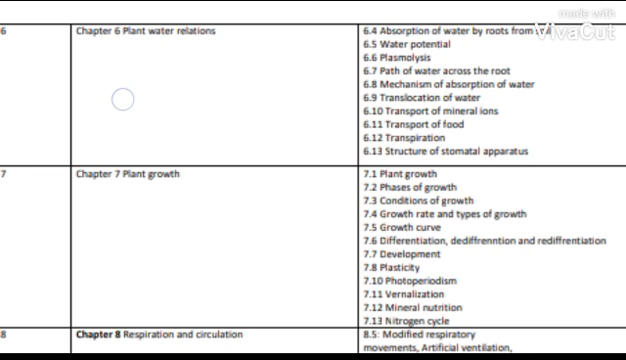 made with
VivaCut
6 Chapter 6 Plant water relations 6.4 Absorption of water by roots from
6.5 Water potential
6.6 Plasmolysis
6.7 Path of water across the root
6.8 Mechanism of absorption of water
6.9 Translocation of water
6.10 Transport of mineral ions
6.11 Transport of food
6.12 Transpiration
6.13 Structure of stomatal apparatus
7 Chapter 7 Plant growth 7.1 Plant growth
7.2 Phases of growth
7.3 Conditions of growth
7.4 Growth rate and types of growth
7.5 Growth curve
7.6 Differentiation, dediffrenntion and rediffrentiation
7.7 Development
7.8 Plasticity
7.10 Photoperiodism
7.11 Vernalization
7.12 Mineral nutrition
7.13 Nitrogen cycle
8 Chapter 8 Respiration and circulation 8.5: Modified respiratory
movements, Artificial ventilation,